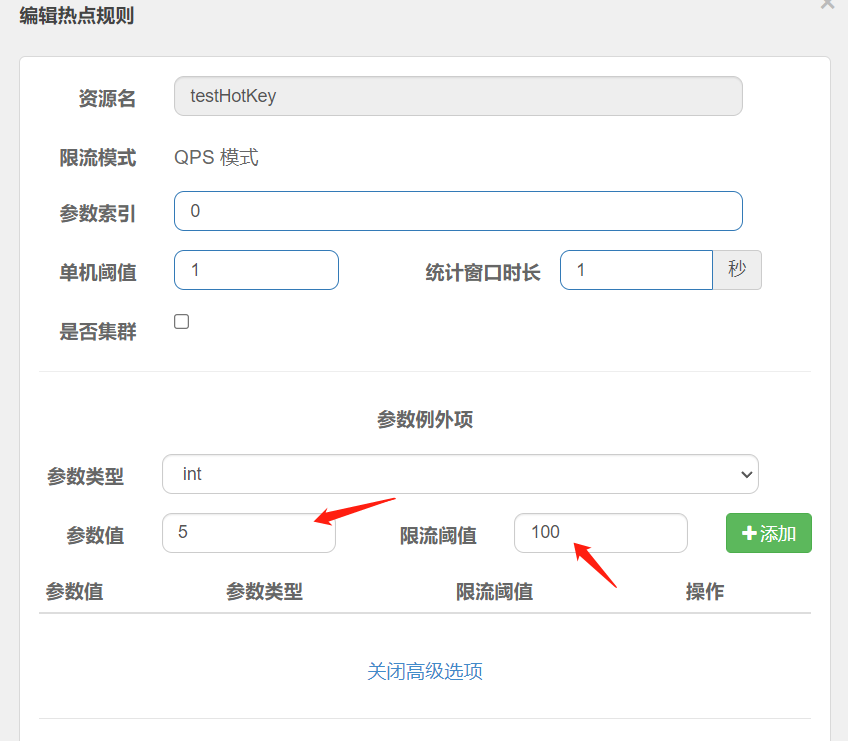 编辑热点规则 ×
资源名 testHotKey
限流模式 QPS 模式
参数索引 0
单机阈值 1 统计窗口时长 1 秒
是否集群
参数例外项
参数类型 int
参数值 5 限流阈值 100 +添加
参数值 参数类型 限流阈值 操作
关闭高级选项